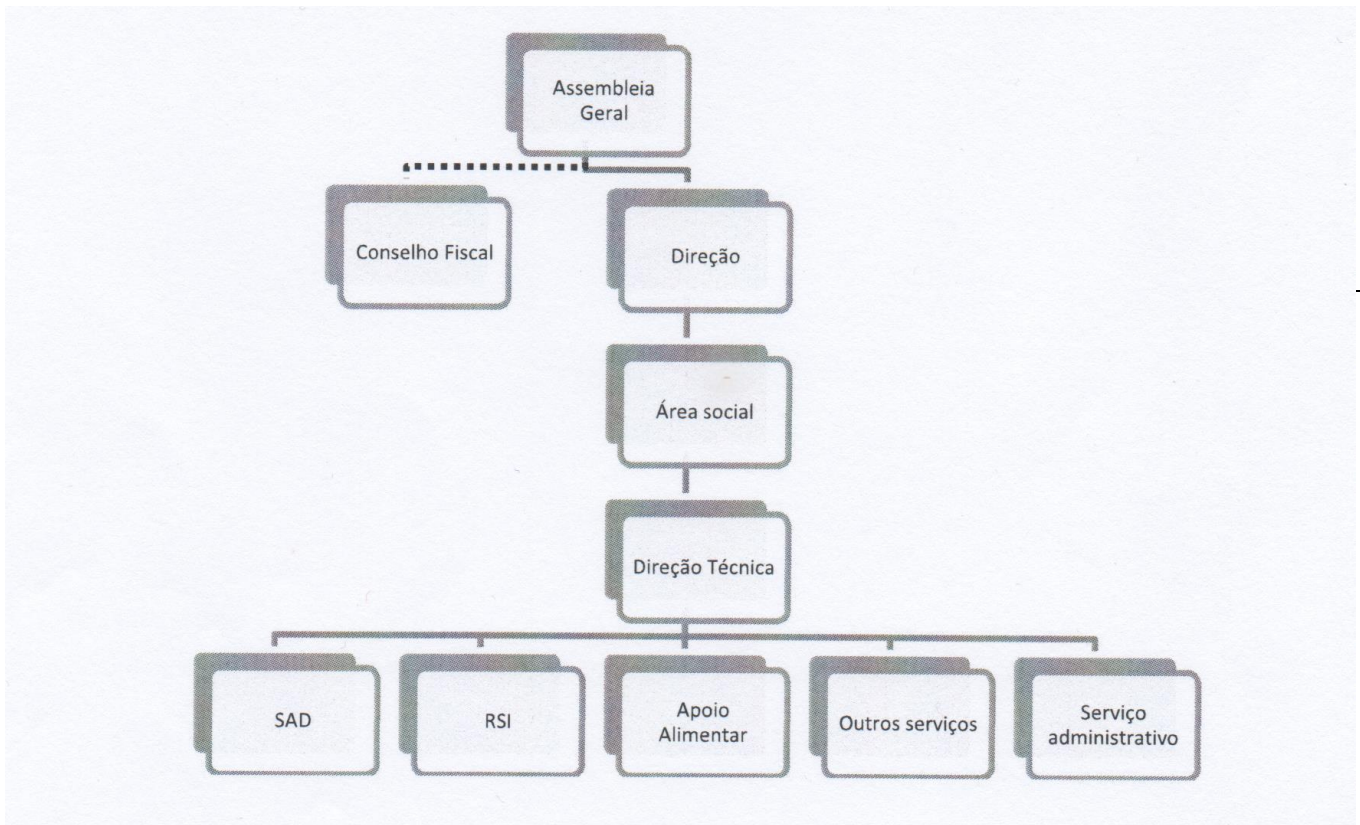 Assembleia
Geral
Conselho Fiscal
Direção
Área social
Direção Técnica
SAD
RSI
Apoio
Alimentar
Outros serviços
Serviço
administrativo